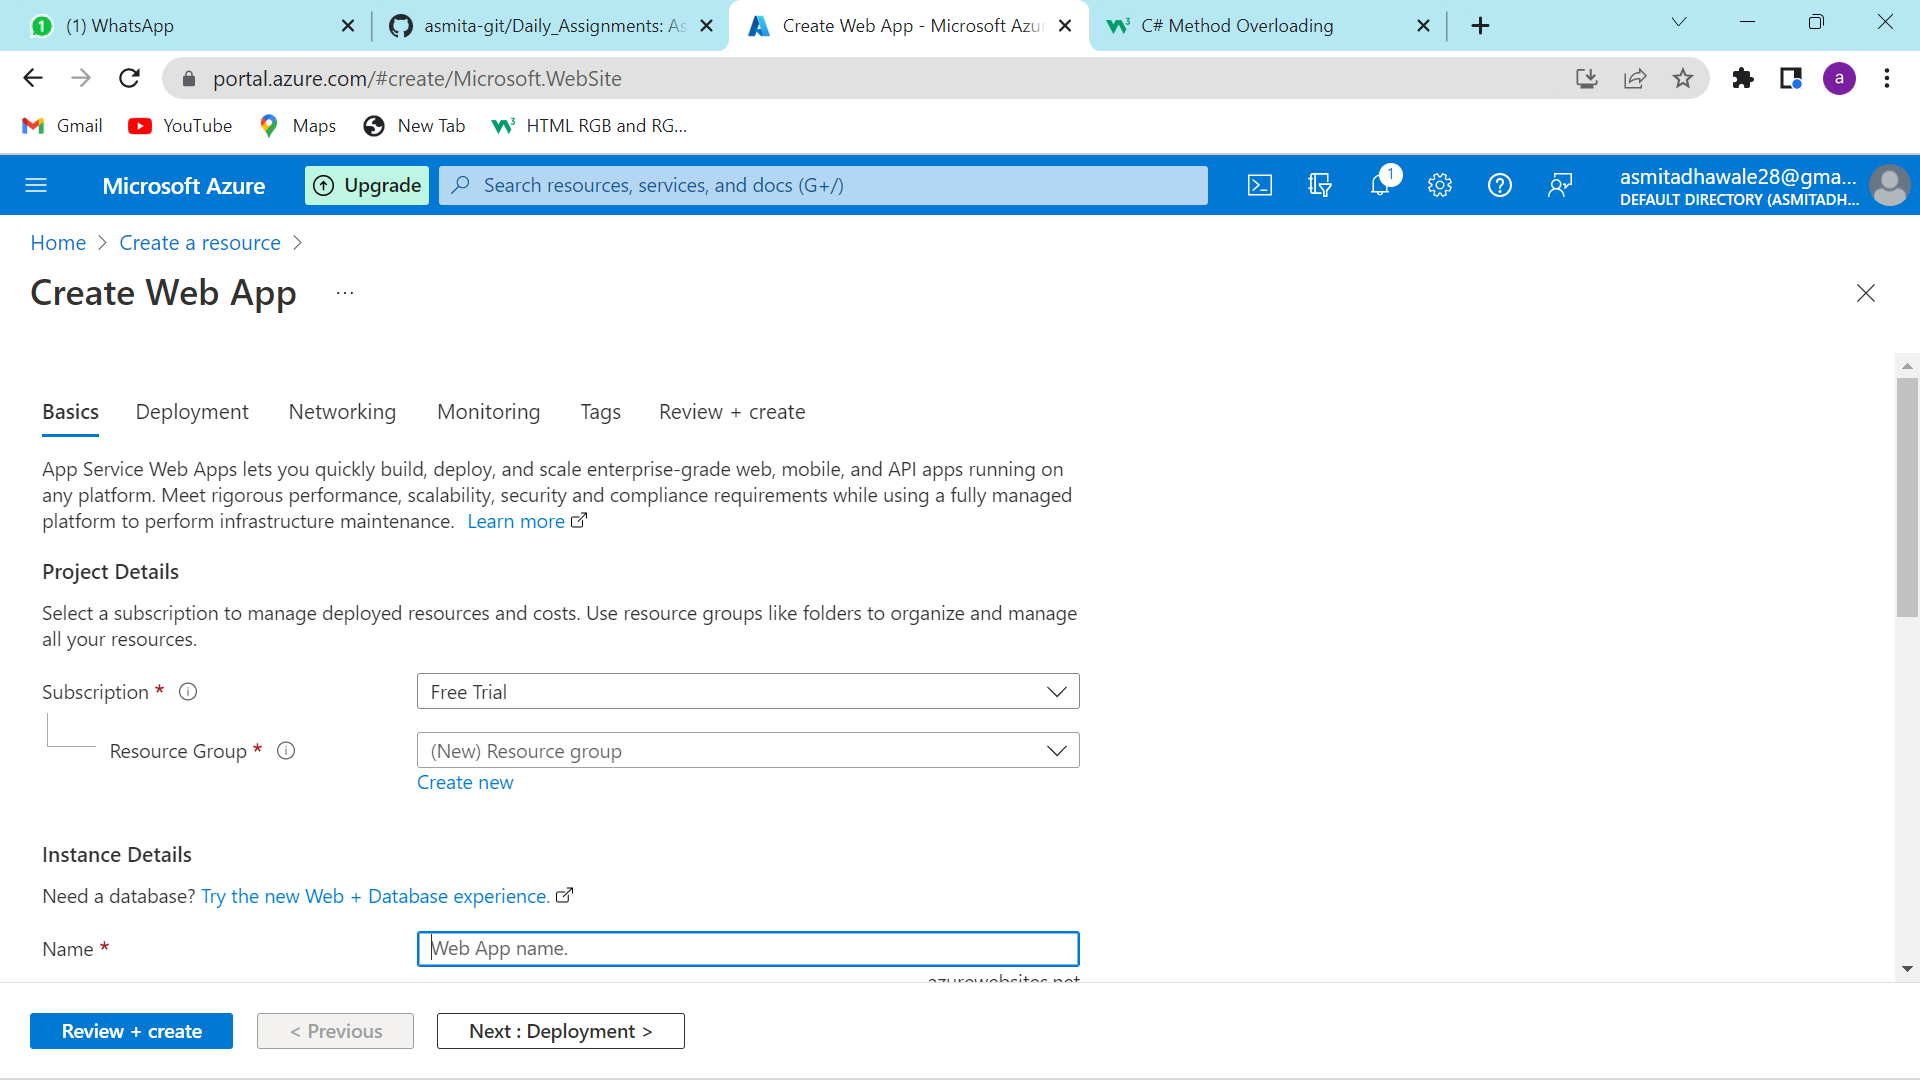 1 (1) WhatsApp
asmita-git/Daily_Assignments: As
Create Web App - Microsoft Azur
C# Method Overloading
portal.azure.com/#create/Microsoft.WebSite
a
Gmail YouTube Maps New Tab HTML RGB and RG...
Microsoft Azure Upgrade Search resources, services, and docs (G+/) 1
asmitadhawale28@gma...
DEFAULT DIRECTORY (ASMITADH...
Home > Create a resource >
Create Web App ...
Basics Deployment Networking Monitoring Tags Review + create
App Service Web Apps lets you quickly build, deploy, and scale enterprise-grade web, mobile, and API apps running on
any platform. Meet rigorous performance, scalability, security and compliance requirements while using a fully managed
platform to perform infrastructure maintenance. Learn more
Project Details
Select a subscription to manage deployed resources and costs. Use resource groups like folders to organize and manage
all your resources.
Subscription * Free Trial
Resource Group * (New) Resource group
Create new
Instance Details
Need a database? Try the new Web + Database experience.
Name * Web App name.
.azurewebsites.net
Review + create < Previous Next : Deployment >